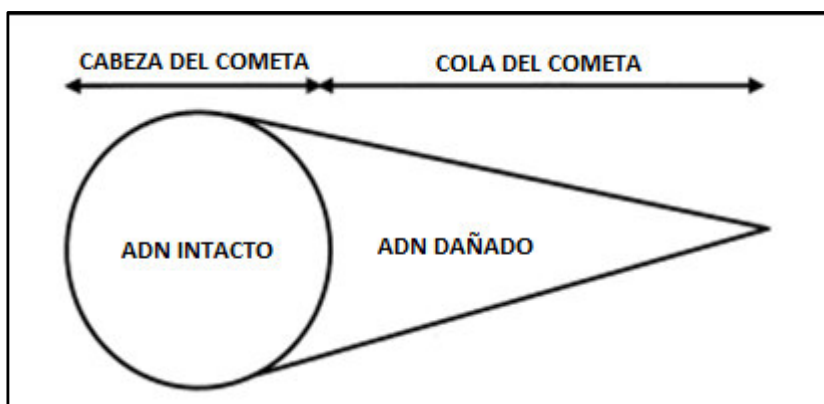 CABEZA DEL COMETA
COLA DEL COMETA
ADN INTACTO
ADN DAÑADO